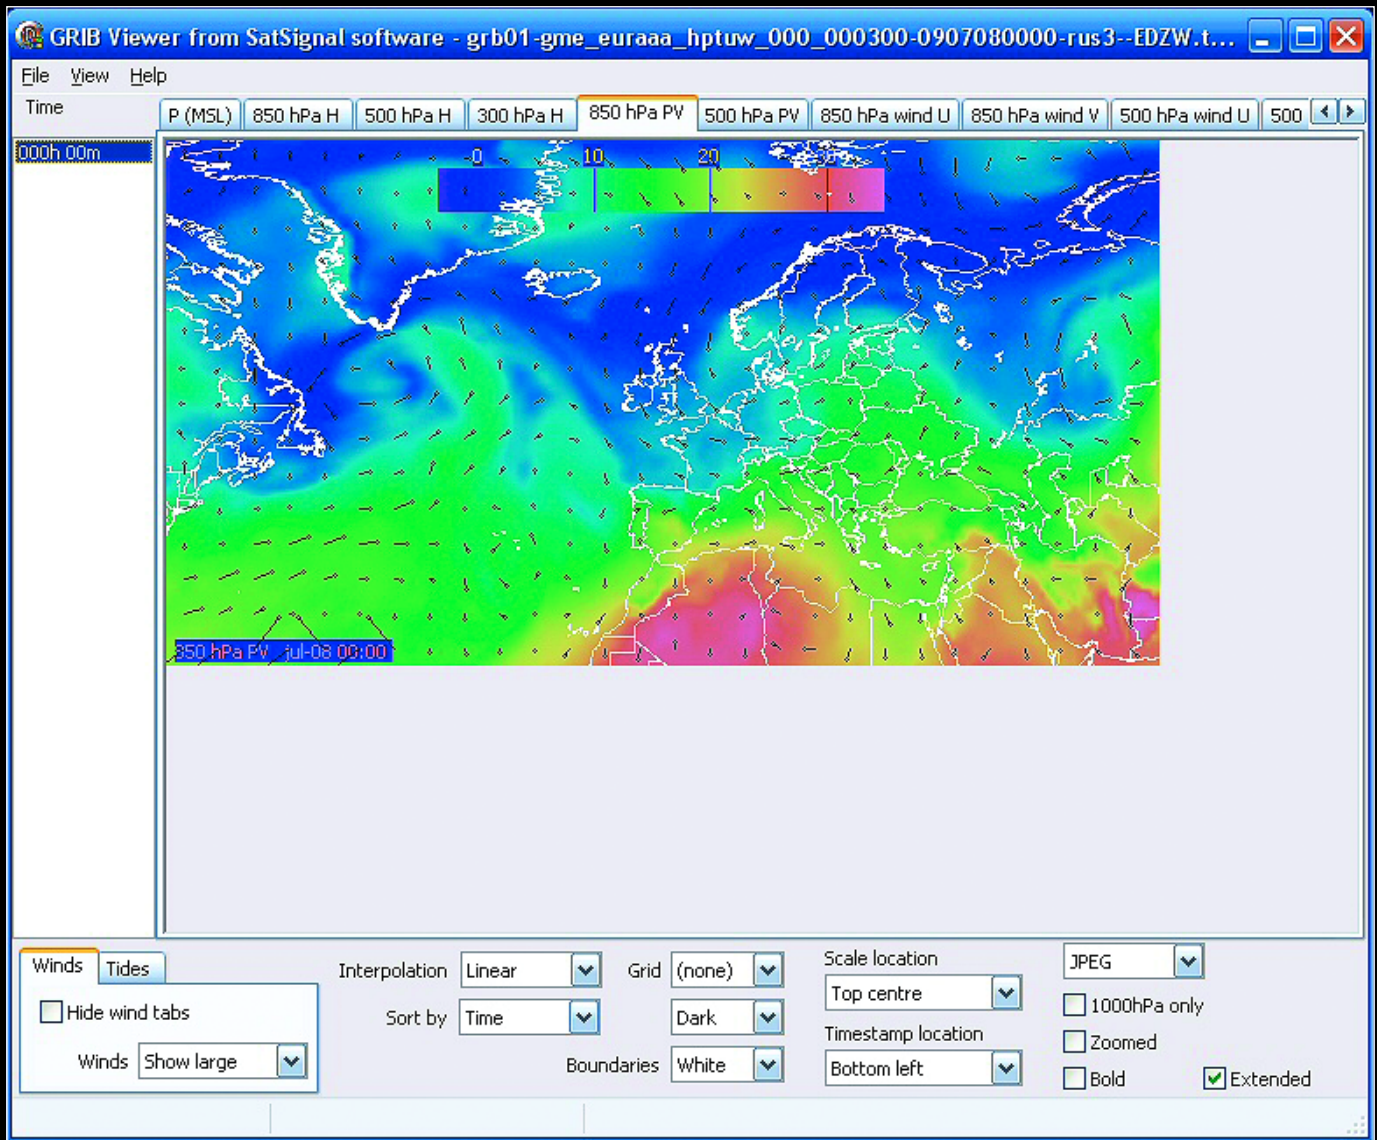 GRIB Viewer from SatSignal software - grb01-gme_euraaa_hptuw_000_000300-0907080000-rus3--EDZW.t...
File View Help
Time
P (MSL) 850 hPa H 500 hPa H 300 hPa H 850 hPa PV 500 hPa PV 850 hPa wind U 850 hPa wind V 500 hPa wind U 500
000h 00m
-0 10 20 30
850 hPa PV jul-08 00:00
Winds Tides
Hide wind tabs
Winds Show large
Interpolation Linear
Sort by Time
Grid (none)
Dark
Boundaries White
Scale location
Top centre
Timestamp location
Bottom left
JPEG
1000hPa only
Zoomed
Bold
Extended